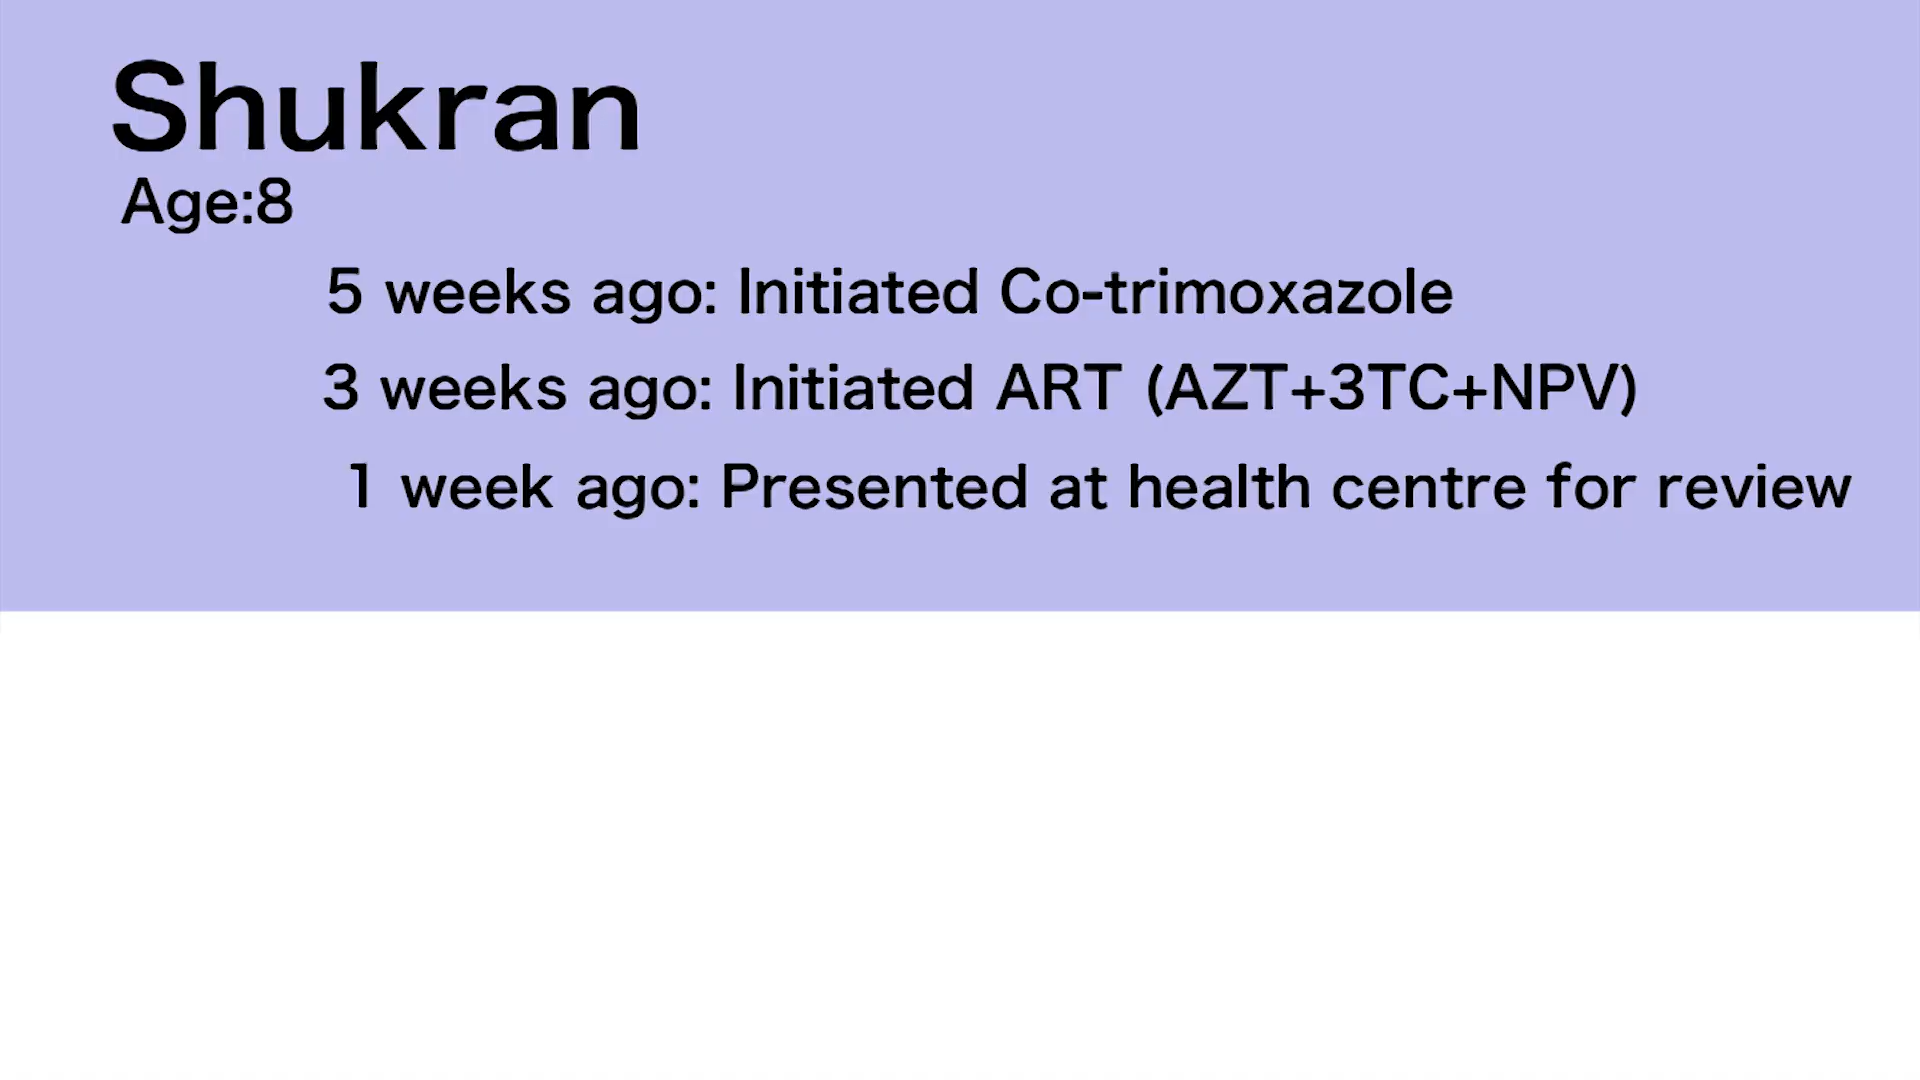 Shukran
Age:8
5 weeks ago: Initiated Co-trimoxazole
3 weeks ago: Initiated ART (AZT+3TC+NPV)
1 week ago: Presented at health centre for review